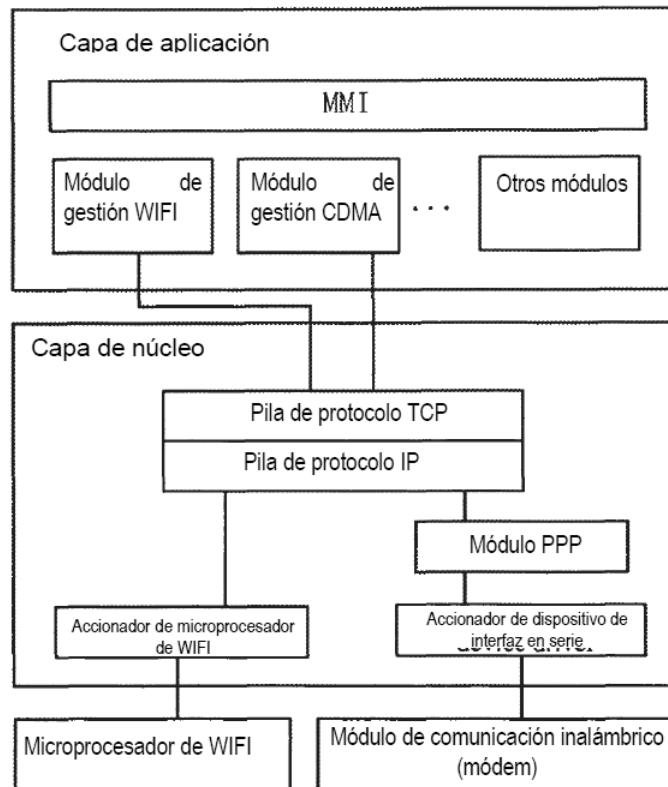 Capa de aplicación
MMI
Módulo de
gestión WIFI
Módulo de
gestión CDMA
...
Otros módulos
Capa de núcleo
Pila de protocolo TCP
Pila de protocolo IP
Módulo PPP
Accionador de microprocesador
de WIFI
Accionador de dispositivo de
interfaz en serie
Microprocesador de WIFI
Módulo de comunicación inalámbrico
(módem)